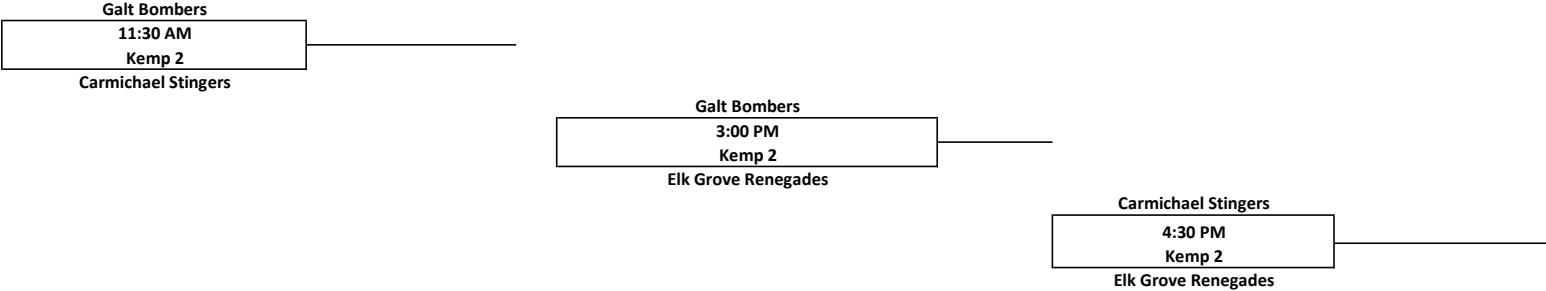 Galt Bombers
11:30 AM
Kemp 2
Carmichael Stingers
Galt Bombers
3:00 PM
Kemp 2
Elk Grove Renegades
Carmichael Stingers
4:30 PM
Kemp 2
Elk Grove Renegades